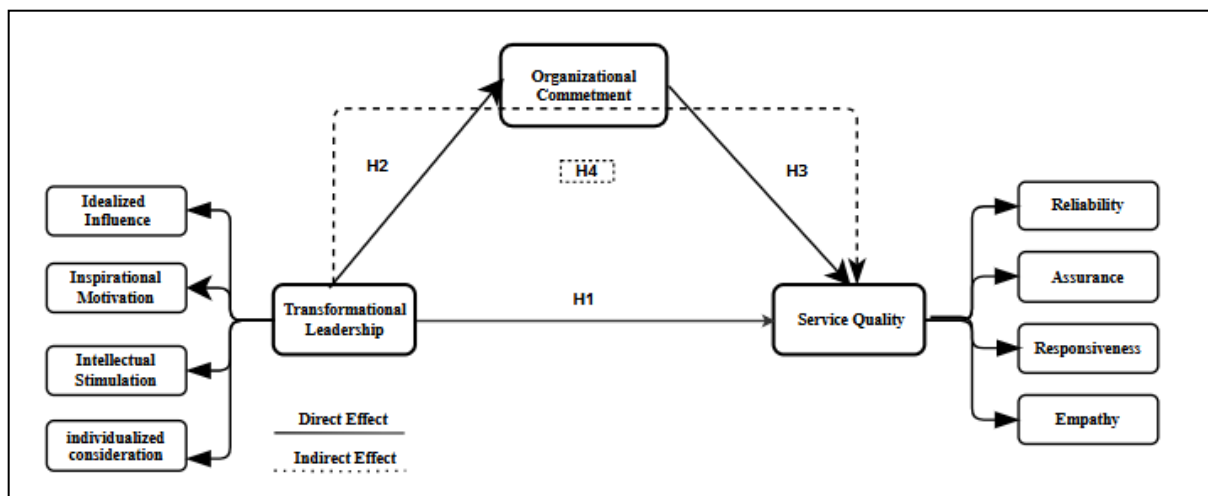 Organizational
Commetment
H2
H4
H3
Idealized
Influence
Inspirational
Motivation
Intellectual
Stimulation
individualized
consideration
Transformational
Leadership
H1
Service Quality
Reliability
Assurance
Responsiveness
Empathy
Direct Effect
Indirect Effect